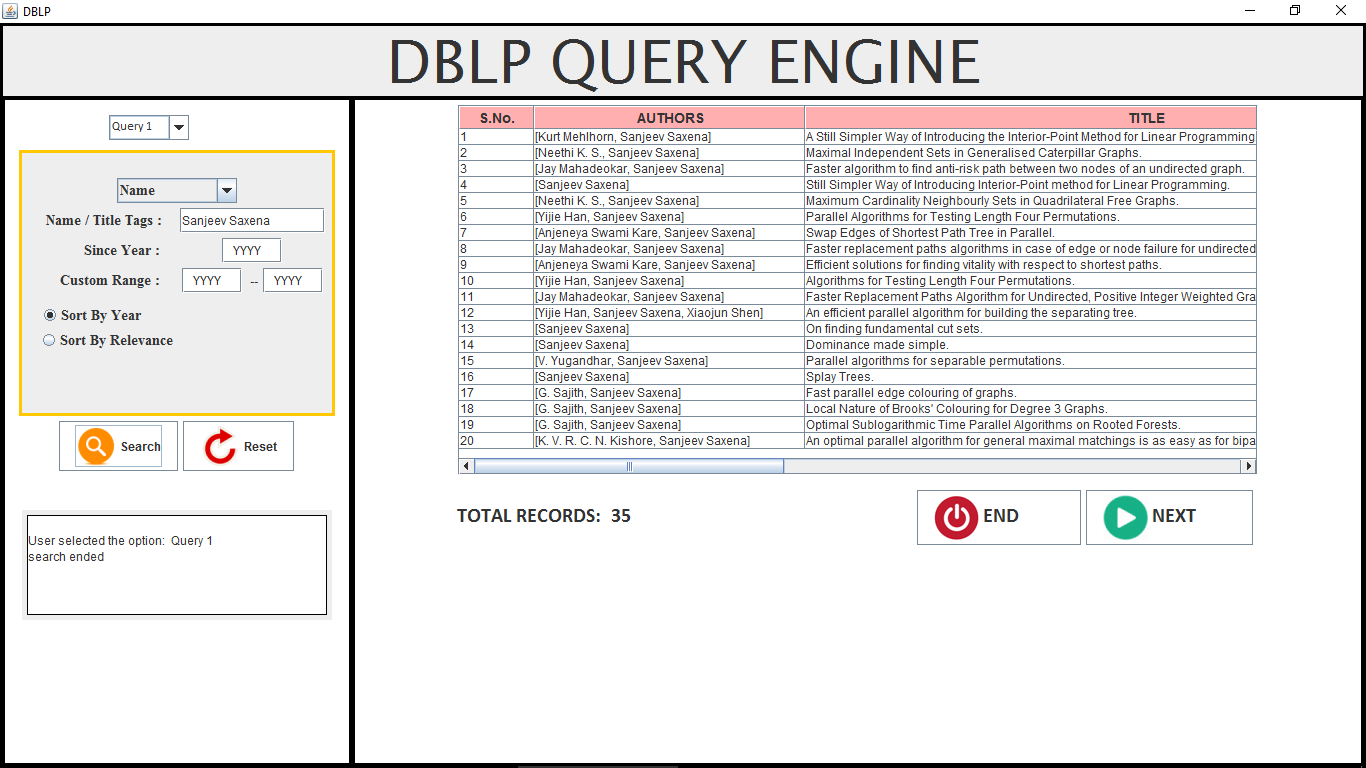 DBLP
DBLP QUERY ENGINE
Query 1
Name
Name / Title Tags : Sanjeev Saxena
Since Year : YYYY
Custom Range : YYYY -- YYYY
Sort By Year
Sort By Relevance
Search Reset
User selected the option: Query 1
search ended
S.No. AUTHORS TITLE
1 [Kurt Mehlhorn, Sanjeev Saxena] A Still Simpler Way of Introducing the Interior-Point Method for Linear Programming
2 [Neethi K. S., Sanjeev Saxena] Maximal Independent Sets in Generalised Caterpillar Graphs.
3 [Jay Mahadeokar, Sanjeev Saxena] Faster algorithm to find anti-risk path between two nodes of an undirected graph.
4 [Sanjeev Saxena] Still Simpler Way of Introducing Interior-Point method for Linear Programming.
5 [Neethi K. S., Sanjeev Saxena] Maximum Cardinality Neighbourly Sets in Quadrilateral Free Graphs.
6 [Yijie Han, Sanjeev Saxena] Parallel Algorithms for Testing Length Four Permutations.
7 [Anjeneya Swami Kare, Sanjeev Saxena] Swap Edges of Shortest Path Tree in Parallel.
8 [Jay Mahadeokar, Sanjeev Saxena] Faster replacement paths algorithms in case of edge or node failure for undirected
9 [Anjeneya Swami Kare, Sanjeev Saxena] Efficient solutions for finding vitality with respect to shortest paths.
10 [Yijie Han, Sanjeev Saxena] Algorithms for Testing Length Four Permutations.
11 [Jay Mahadeokar, Sanjeev Saxena] Faster Replacement Paths Algorithm for Undirected, Positive Integer Weighted Gra
12 [Yijie Han, Sanjeev Saxena, Xiaojun Shen] An efficient parallel algorithm for building the separating tree.
13 [Sanjeev Saxena] On finding fundamental cut sets.
14 [Sanjeev Saxena] Dominance made simple.
15 [V. Yugandhar, Sanjeev Saxena] Parallel algorithms for separable permutations.
16 [Sanjeev Saxena] Splay Trees.
17 [G. Sajith, Sanjeev Saxena] Fast parallel edge colouring of graphs.
18 [G. Sajith, Sanjeev Saxena] Local Nature of Brooks' Colouring for Degree 3 Graphs.
19 [G. Sajith, Sanjeev Saxena] Optimal Sublogarithmic Time Parallel Algorithms on Rooted Forests.
20 [K. V. R. C. N. Kishore, Sanjeev Saxena] An optimal parallel algorithm for general maximal matchings is as easy as for bipa
TOTAL RECORDS: 35 END NEXT